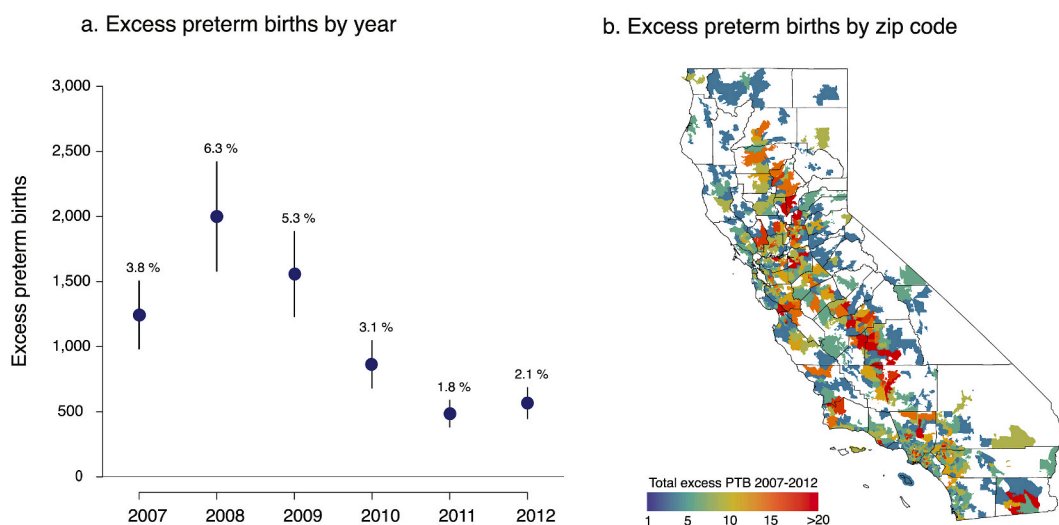 a. Excess preterm births by year
b. Excess preterm births by zip code
Excess preterm births
3,000
2,500
2,000
1,500
1,000
500
0
3.8 %
6.3 %
5.3 %
3.1 %
1.8 %
2.1 %
2007 2008 2009 2010 2011 2012
Total excess PTB 2007-2012
1 5 10 15 >20